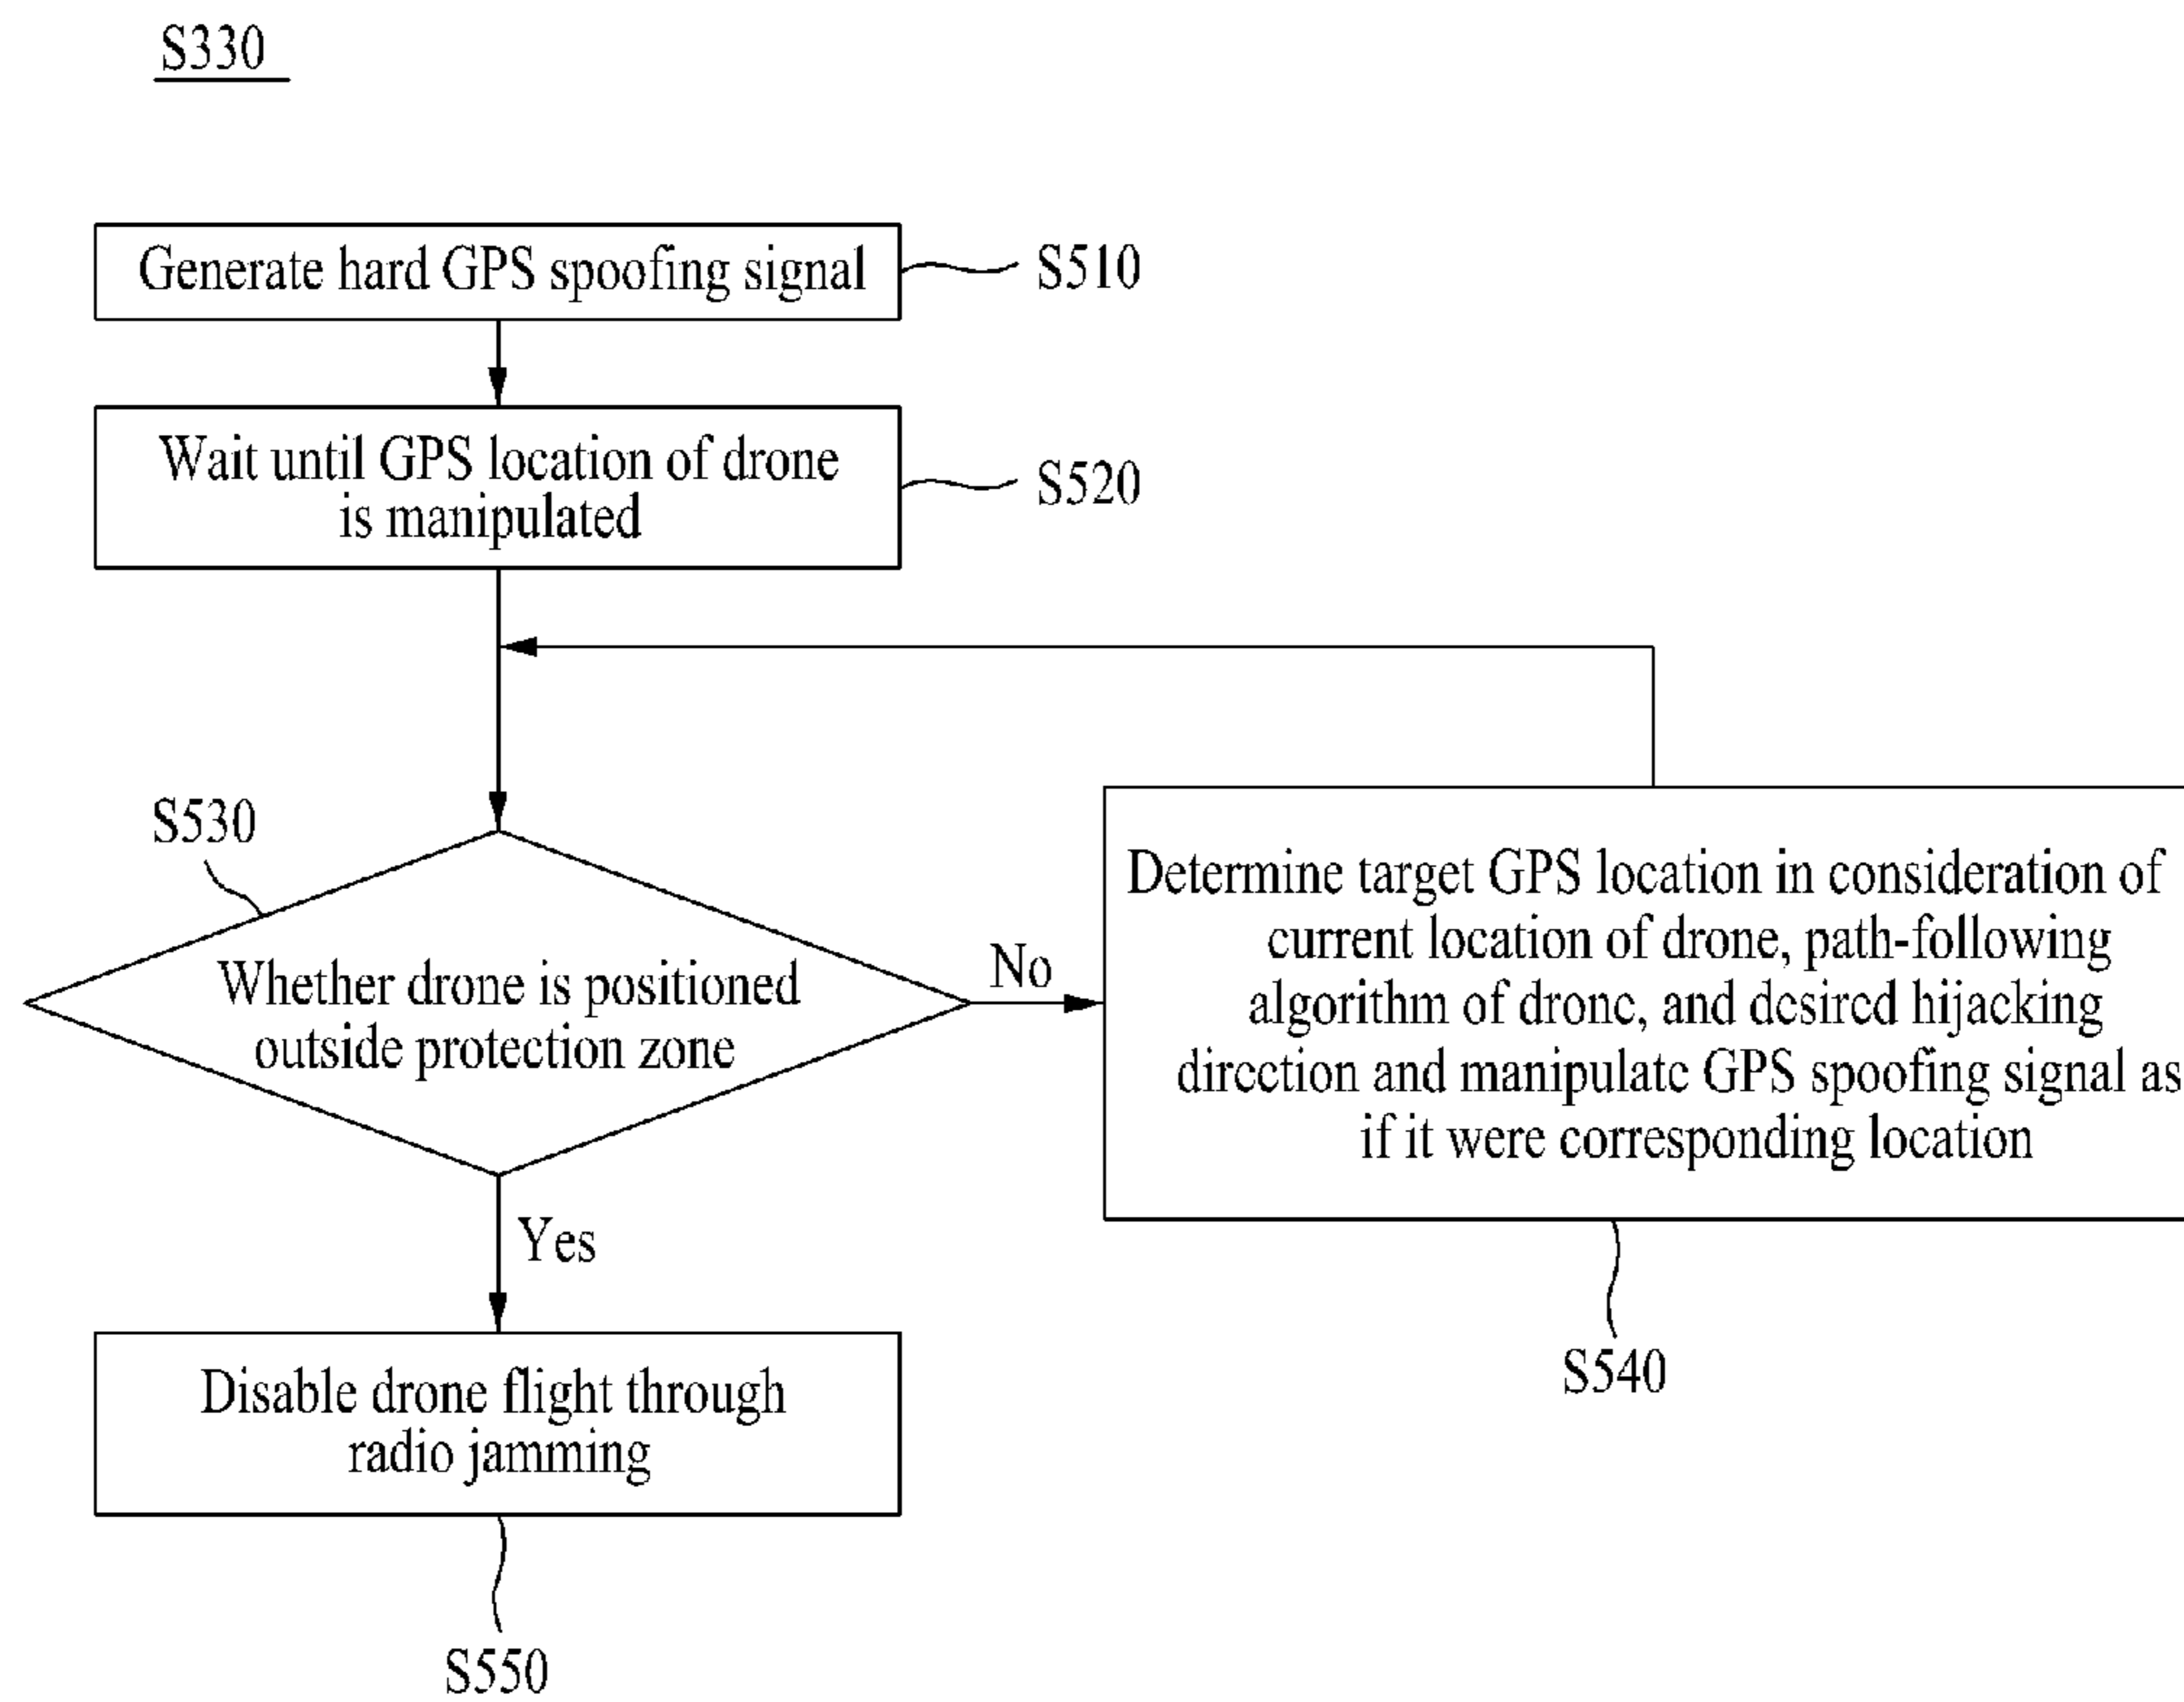 S330
Generate hard GPS spoofing signal
S510
Wait until GPS location of drone
is manipulated
S520
S530
Whether drone is positioned
outside protection zone
No
Determine target GPS location in consideration of
current location of drone, path-following
algorithm of drone, and desired hijacking
direction and manipulate GPS spoofing signal as
if it were corresponding location
S540
Yes
Disable drone flight through
radio jamming
S550